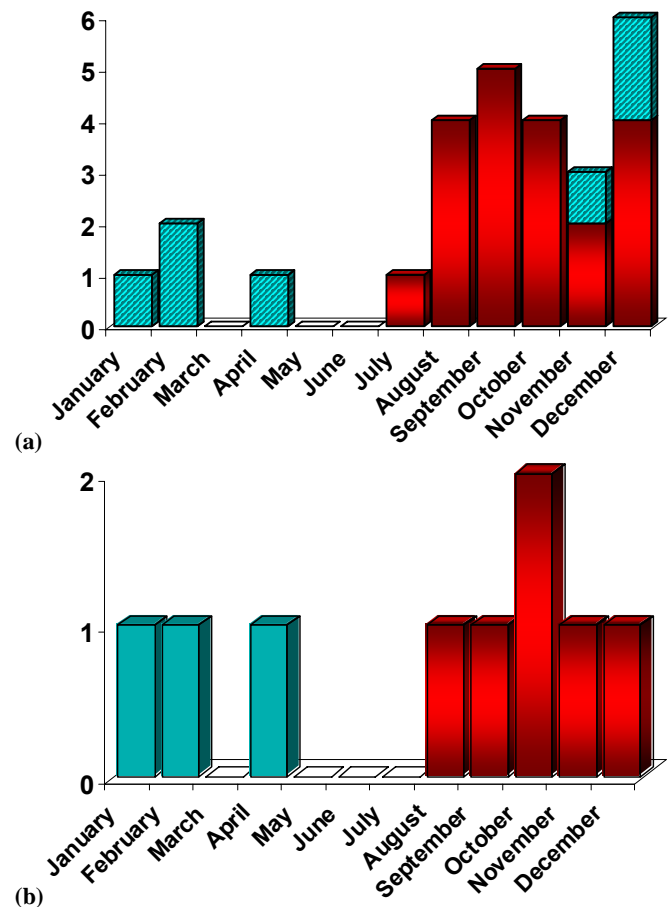 6
5
4
3
2
1
0
January
February
March
April
May
June
July
August
September
October
November
December
(a)
2
1
0
January
February
March
April
May
June
July
August
September
October
November
December
(b)